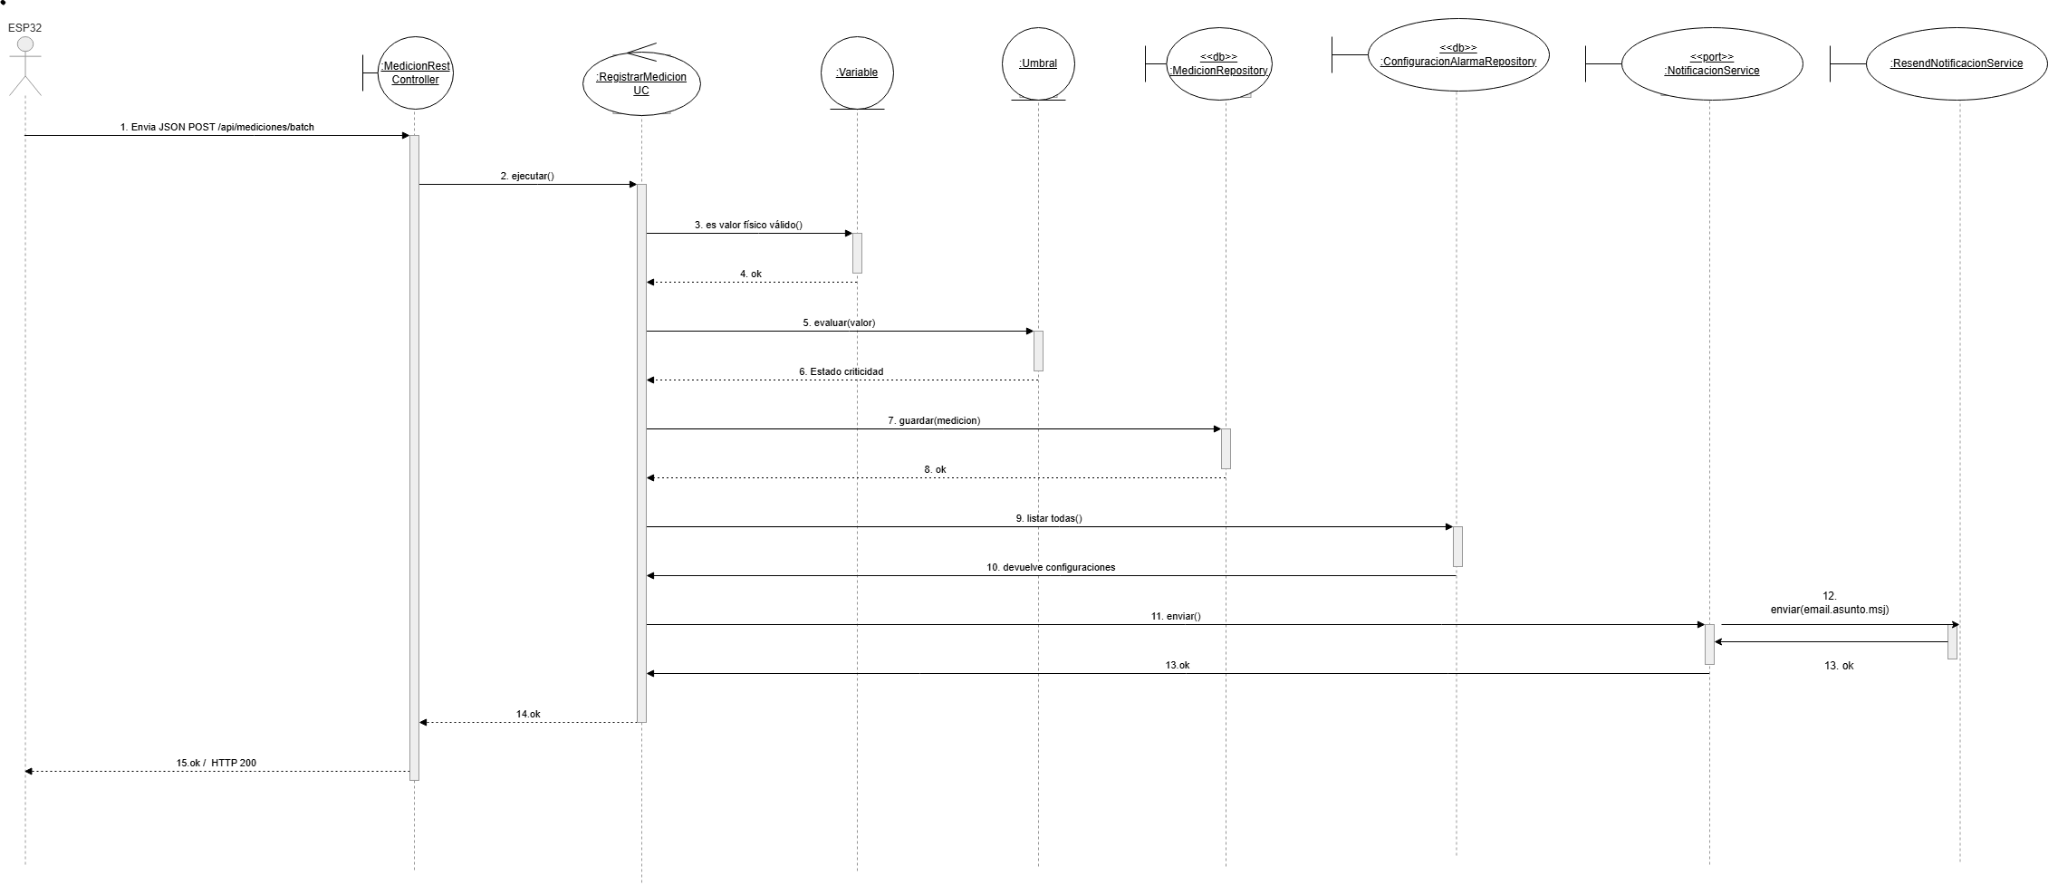 ESP32
:MedicionRest
Controller
:RegistrarMedicion
UC
:Variable
:Umbral
<<db>>
:MedicionRepository
<<db>>
:ConfiguracionAlarmaRepository
<<port>>
:NotificacionService
:ResendNotificacionService
1. Envia JSON POST /api/mediciones/batch
2. ejecutar()
3. es valor físico válido()
4. ok
5. evaluar(valor)
6. Estado criticidad
7. guardar(medicion)
8. ok
9. listar todas()
10. devuelve configuraciones
11. enviar()
12.
enviar(email.asunto.msj)
13.ok
13. ok
14.ok
15.ok / HTTP 200